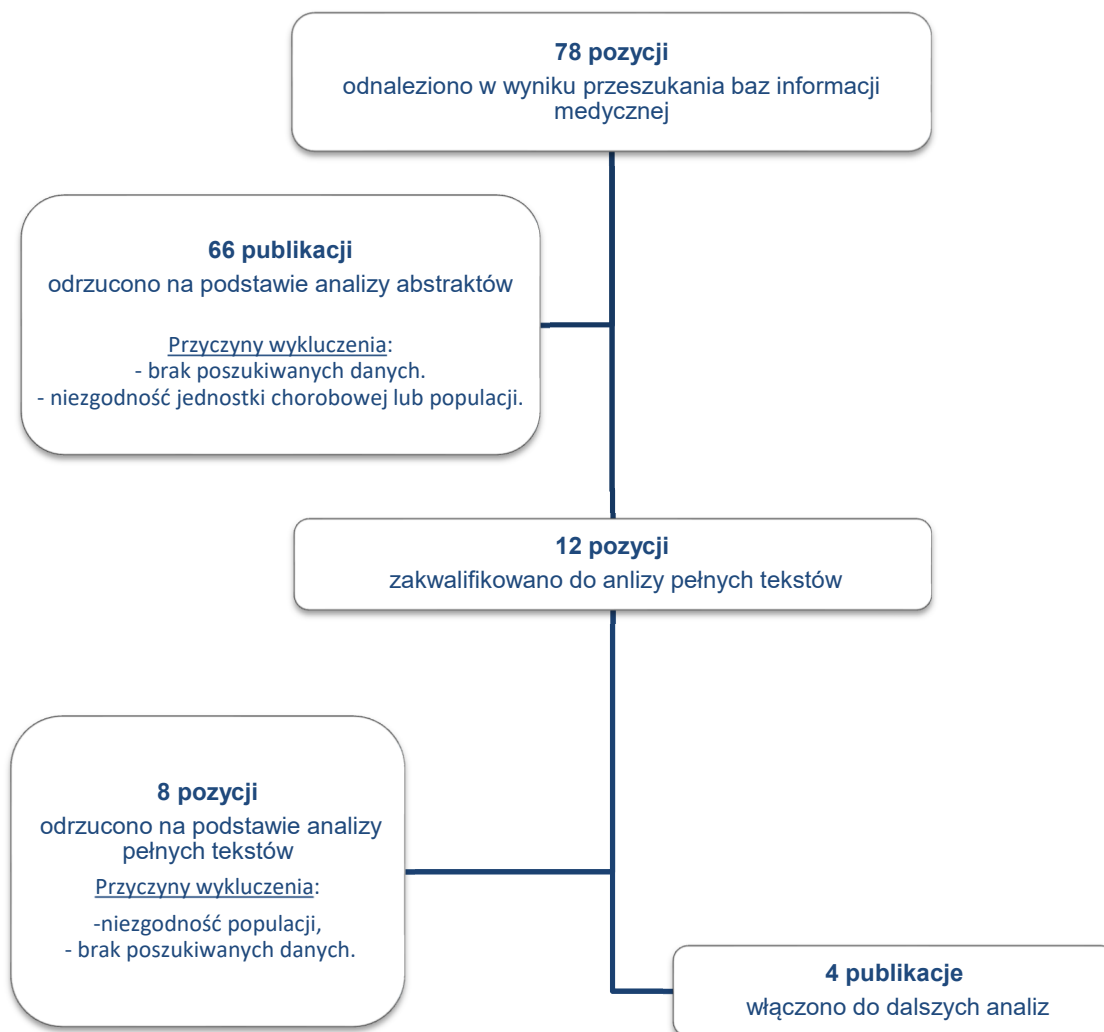 78 pozycji
odnaleziono w wyniku przeszukania baz informacji
medycznej
66 publikacji
odrzucono na podstawie analizy abstraktów
Przyczyny wykluczenia:
- brak poszukiwanych danych.
- niezgodność jednostki chorobowej lub populacji.
12 pozycji
zakwalifikowano do anlizy pełnych tekstów
8 pozycji
odrzucono na podstawie analizy
pełnych tekstów
Przyczyny wykluczenia:
-niezgodność populacji,
- brak poszukiwanych danych.
4 publikacje
włączono do dalszych analiz